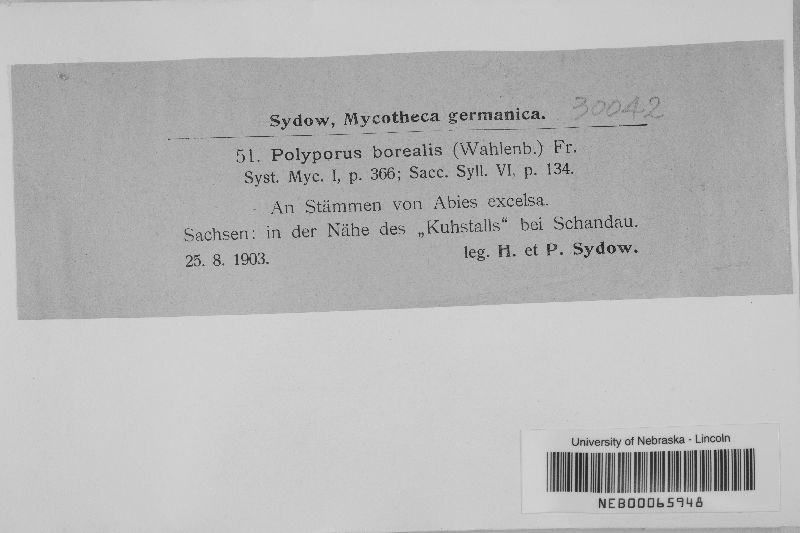 Sydow, Mycotheca germanica. 30042
51. Polyporus borealis (Wahlenb.) Fr.
Syst. Myc. I, p. 366; Sacc. Syll. VI, p. 134.
An Stämmen von Abies excelsa.
Sachsen: in der Nähe des „Kuhstalls“ bei Schandau.
25. 8. 1903. leg. H. et P. Sydow.
University of Nebraska - Lincoln
NEB00065948